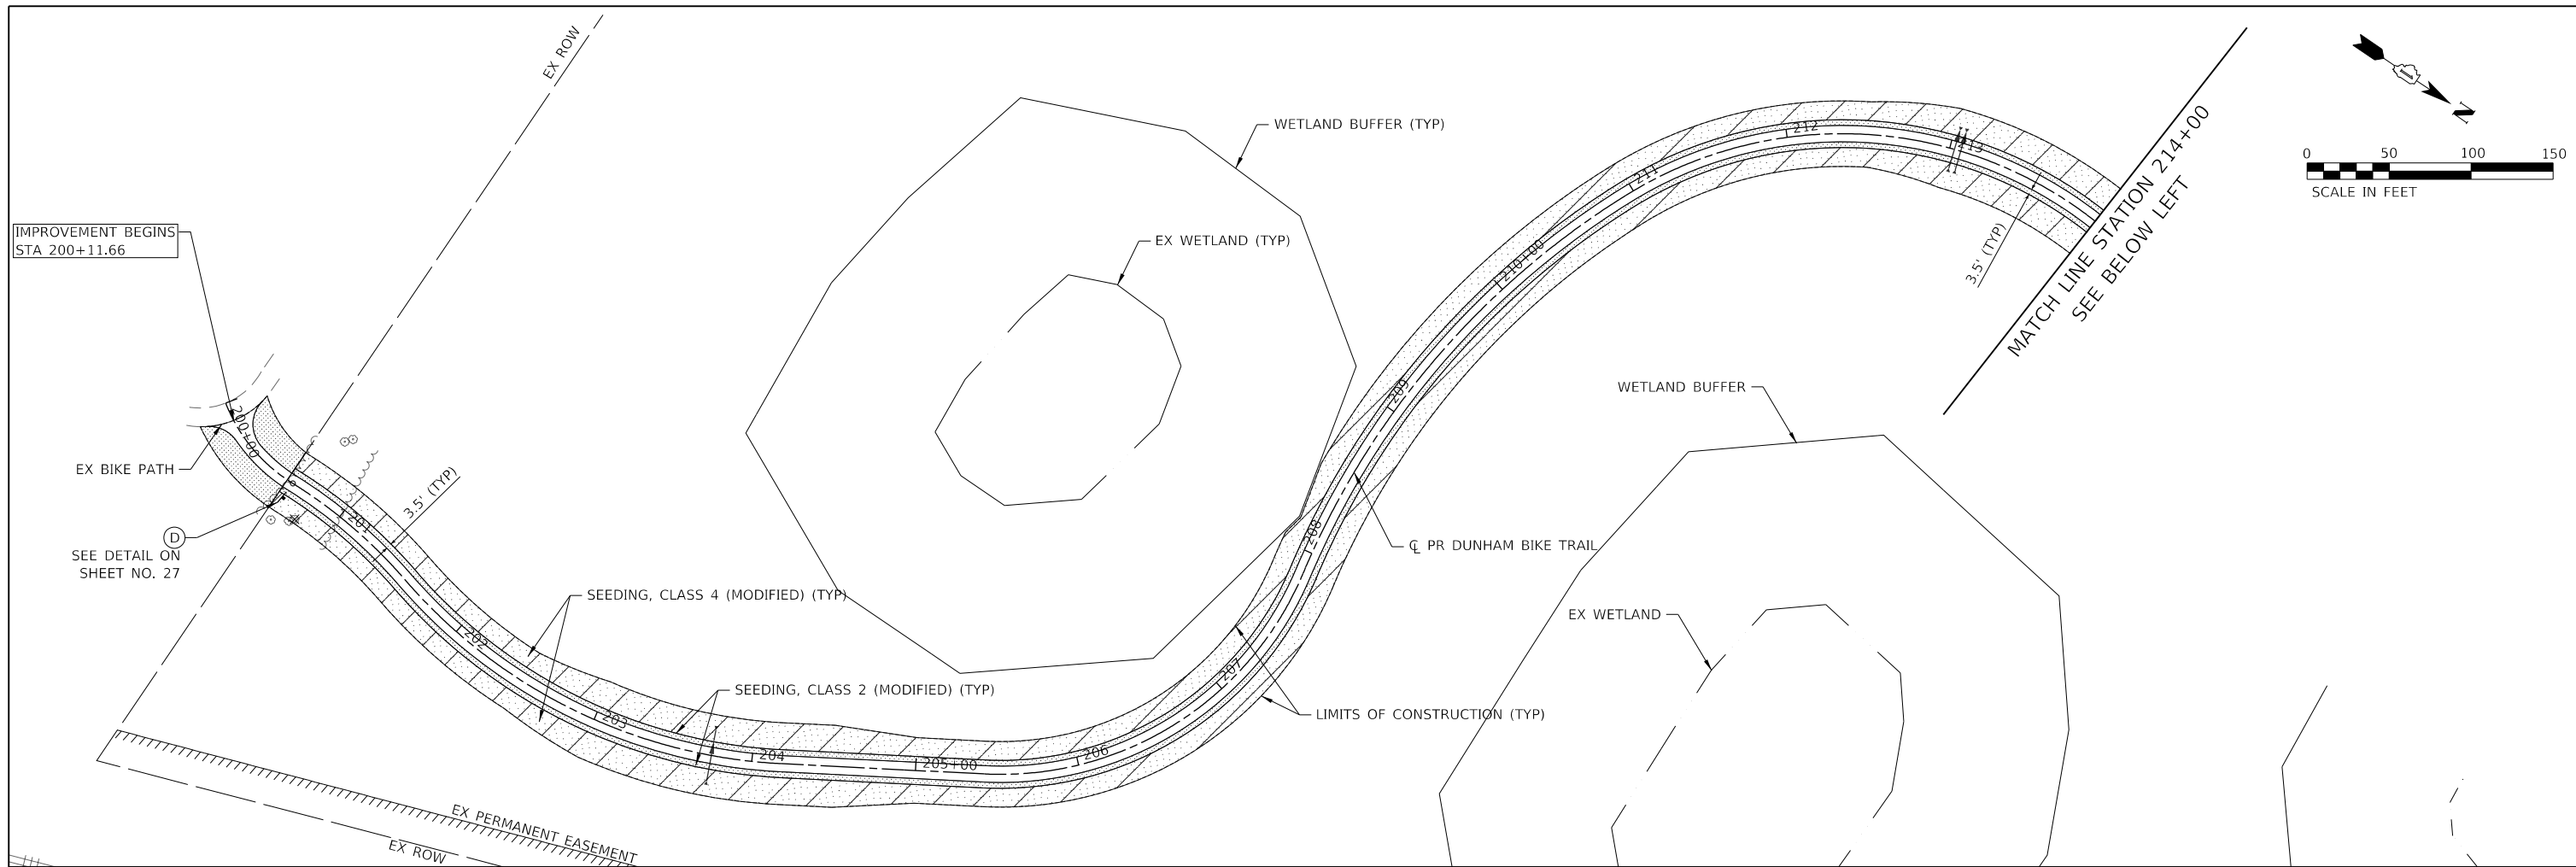 EX ROW
WETLAND BUFFER (TYP)
EX WETLAND (TYP)
212
213
211
210+00
209
208
207
206
205+00
204
203
202
201
200+00
3.5' (TYP)
MATCH LINE STATION 214+00
SEE BELOW LEFT
N
0 50 100 150
SCALE IN FEET
IMPROVEMENT BEGINS
STA 200+11.66
EX BIKE PATH
3.5' (TYP)
D
SEE DETAIL ON
SHEET NO. 27
WETLAND BUFFER
℄ PR DUNHAM BIKE TRAIL
SEEDING, CLASS 4 (MODIFIED) (TYP)
EX WETLAND
SEEDING, CLASS 2 (MODIFIED) (TYP)
LIMITS OF CONSTRUCTION (TYP)
EX PERMANENT EASEMENT
EX ROW